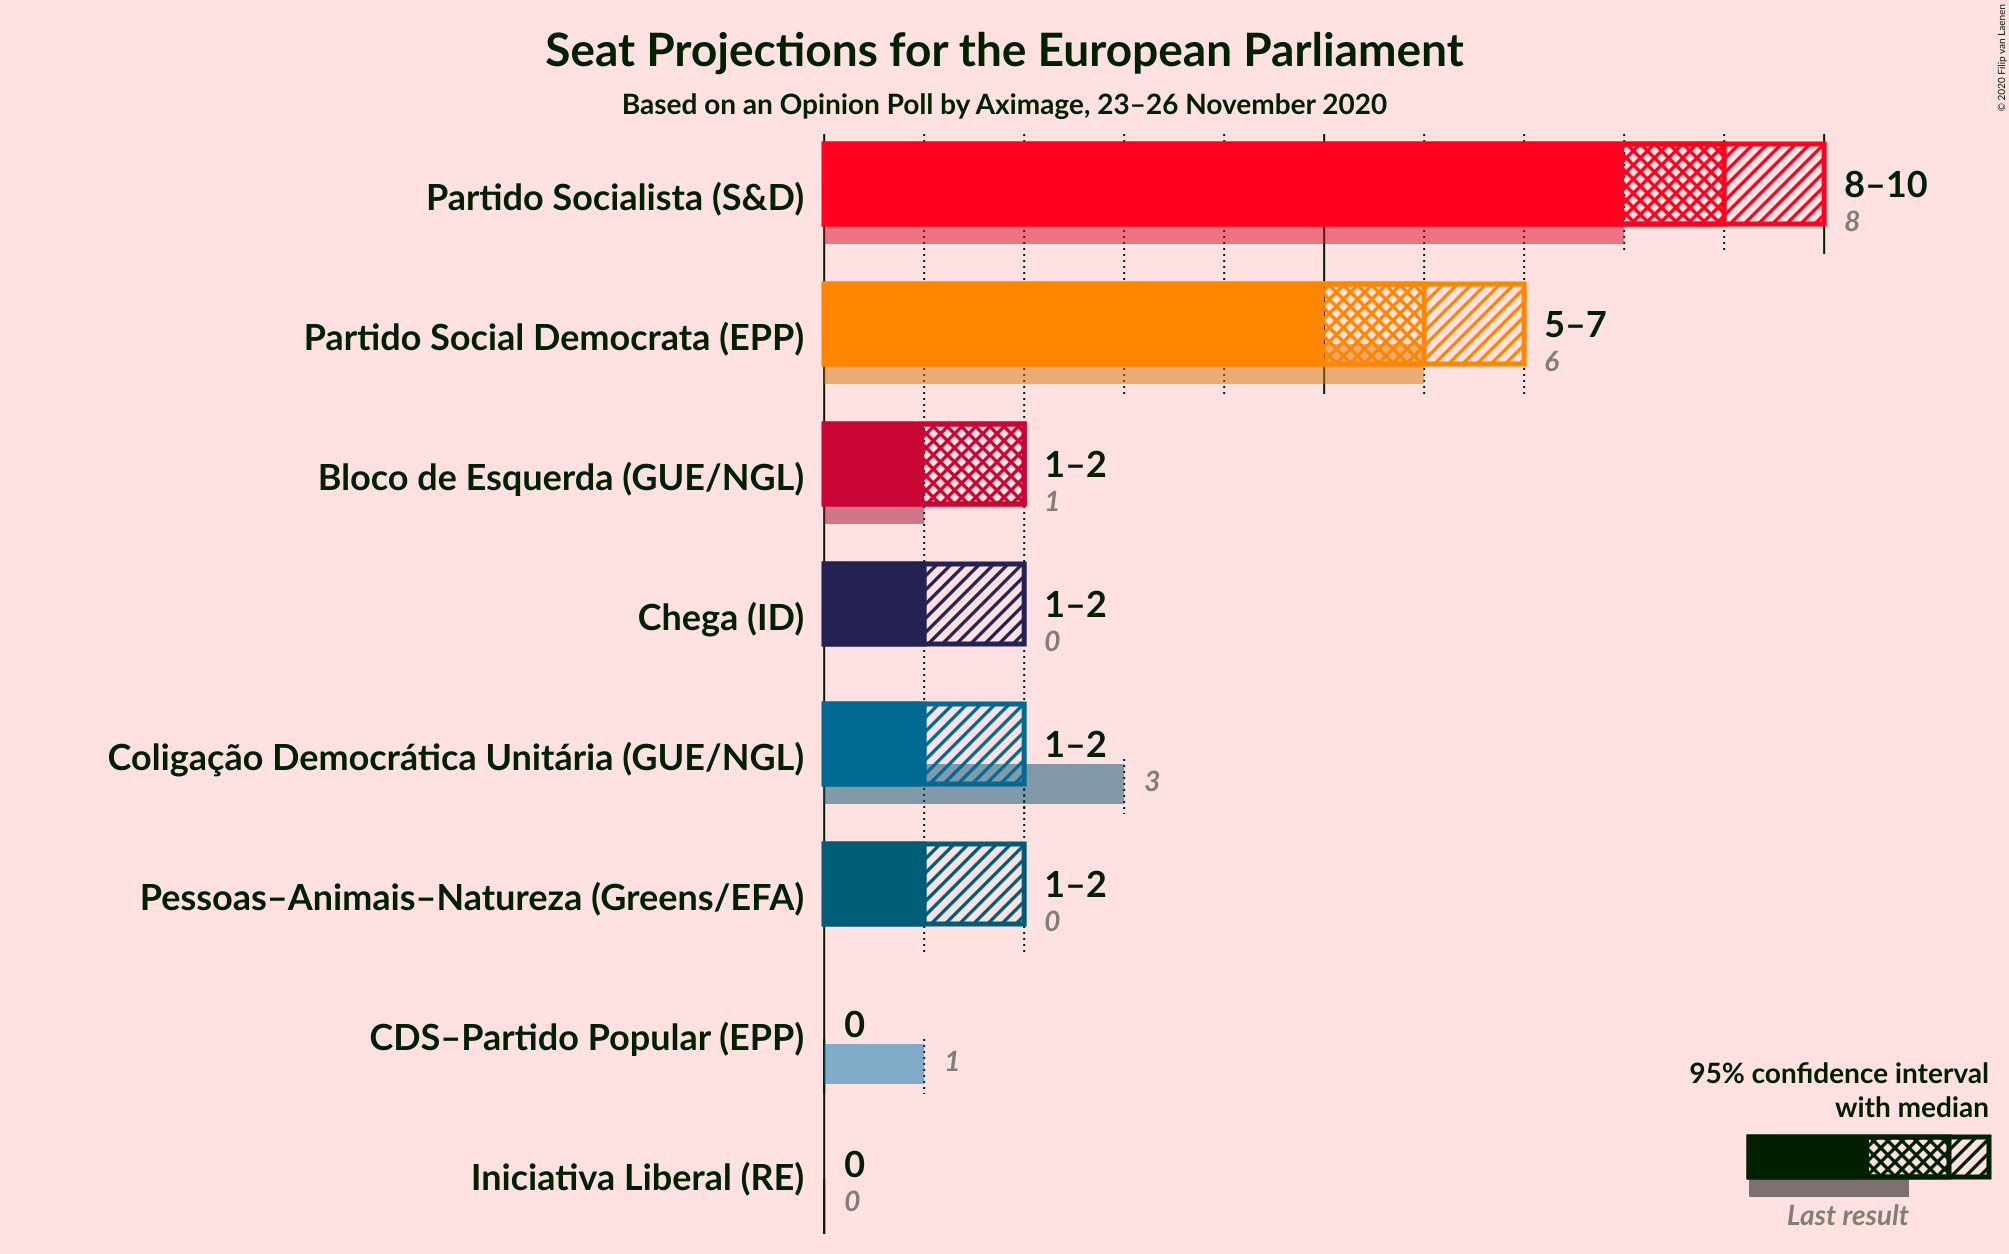 Seat Projections for the European Parliament
Based on an Opinion Poll by Aximage, 23–26 November 2020
© 2020 Filip van Laenen
Partido Socialista (S&D)
8–10
8
Partido Social Democrata (EPP)
5–7
6
Bloco de Esquerda (GUE/NGL)
1–2
1
Chega (ID)
1–2
0
Coligação Democrática Unitária (GUE/NGL)
1–2
3
Pessoas–Animais–Natureza (Greens/EFA)
1–2
0
CDS–Partido Popular (EPP)
0
1
Iniciativa Liberal (RE)
0
0
95% confidence interval
with median
Last result